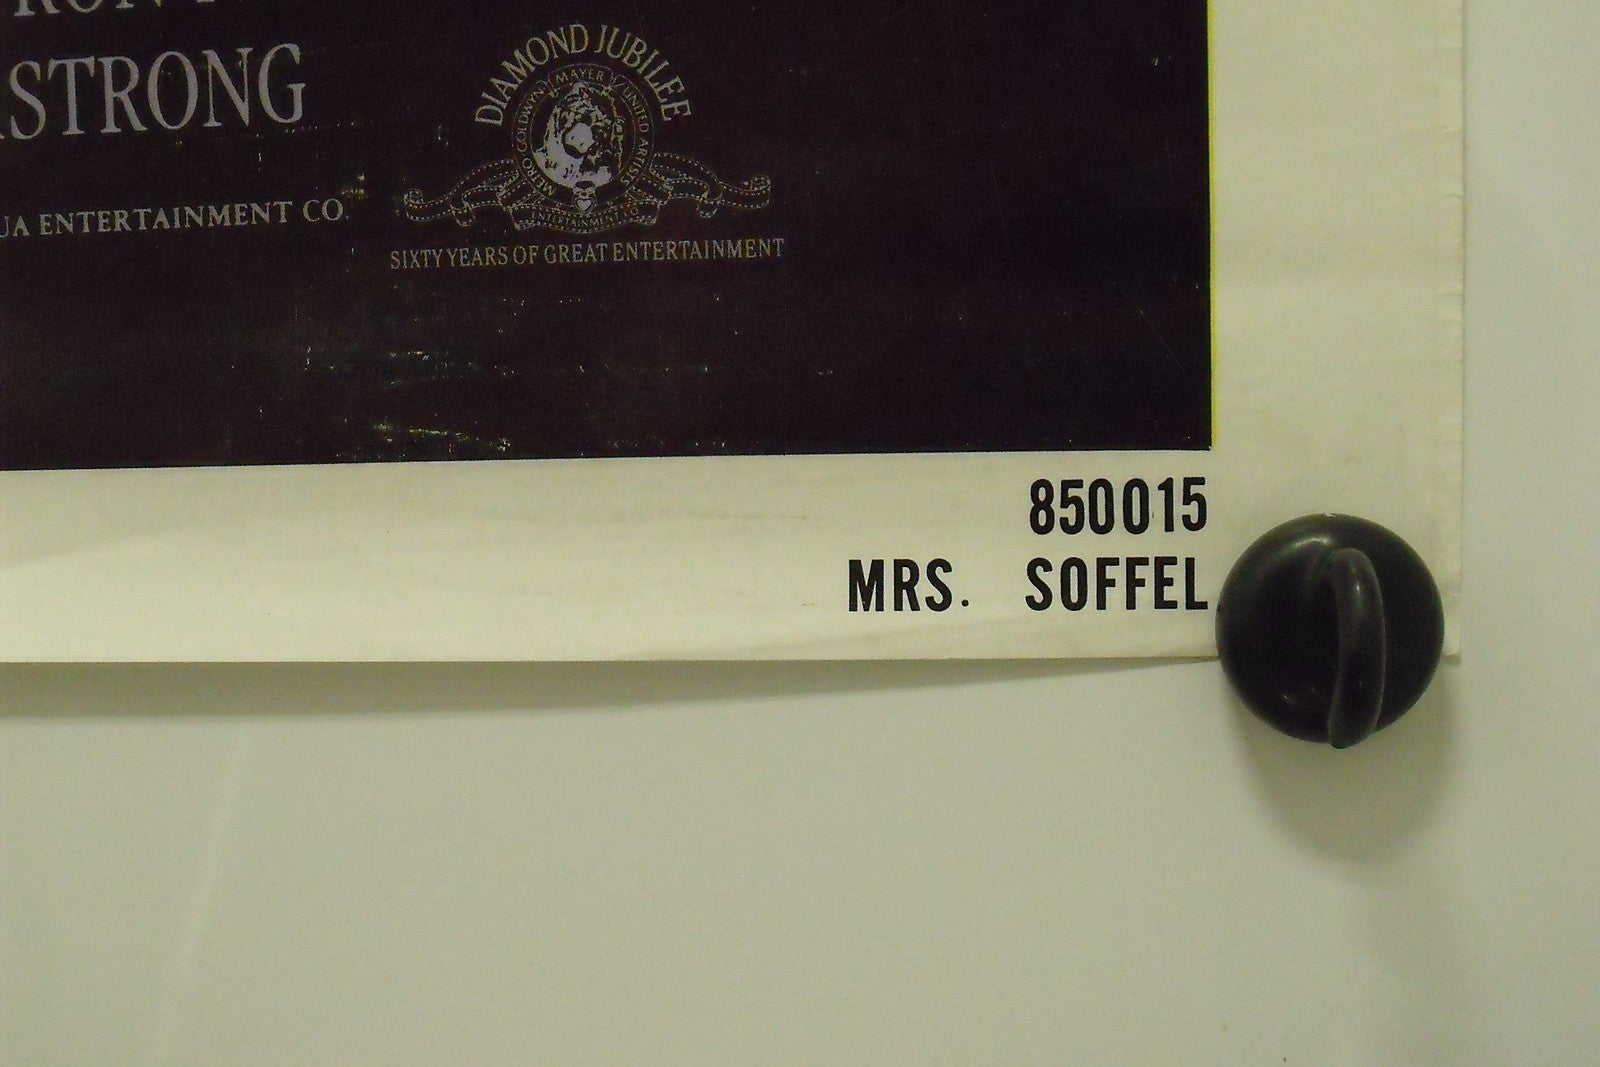 STRONG
UA ENTERTAINMENT CO.
DIAMOND JUBILEE
METRO GOLDWYN MAYER UNITED ARTISTS
ENTERTAINMENT CO.
SIXTY YEARS OF GREAT ENTERTAINMENT
850015
MRS. SOFFEL